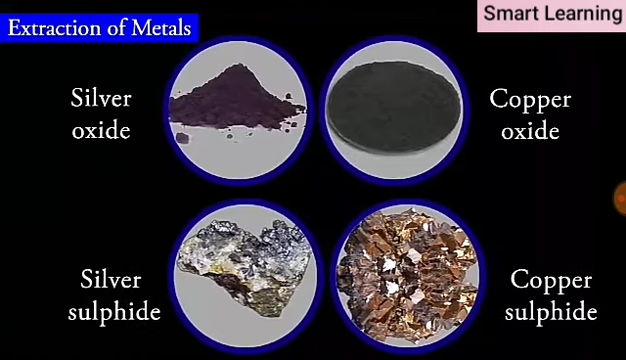 Smart Learning
Extraction of Metals
Silver
oxide
Copper
oxide
Silver
sulphide
Copper
sulphide